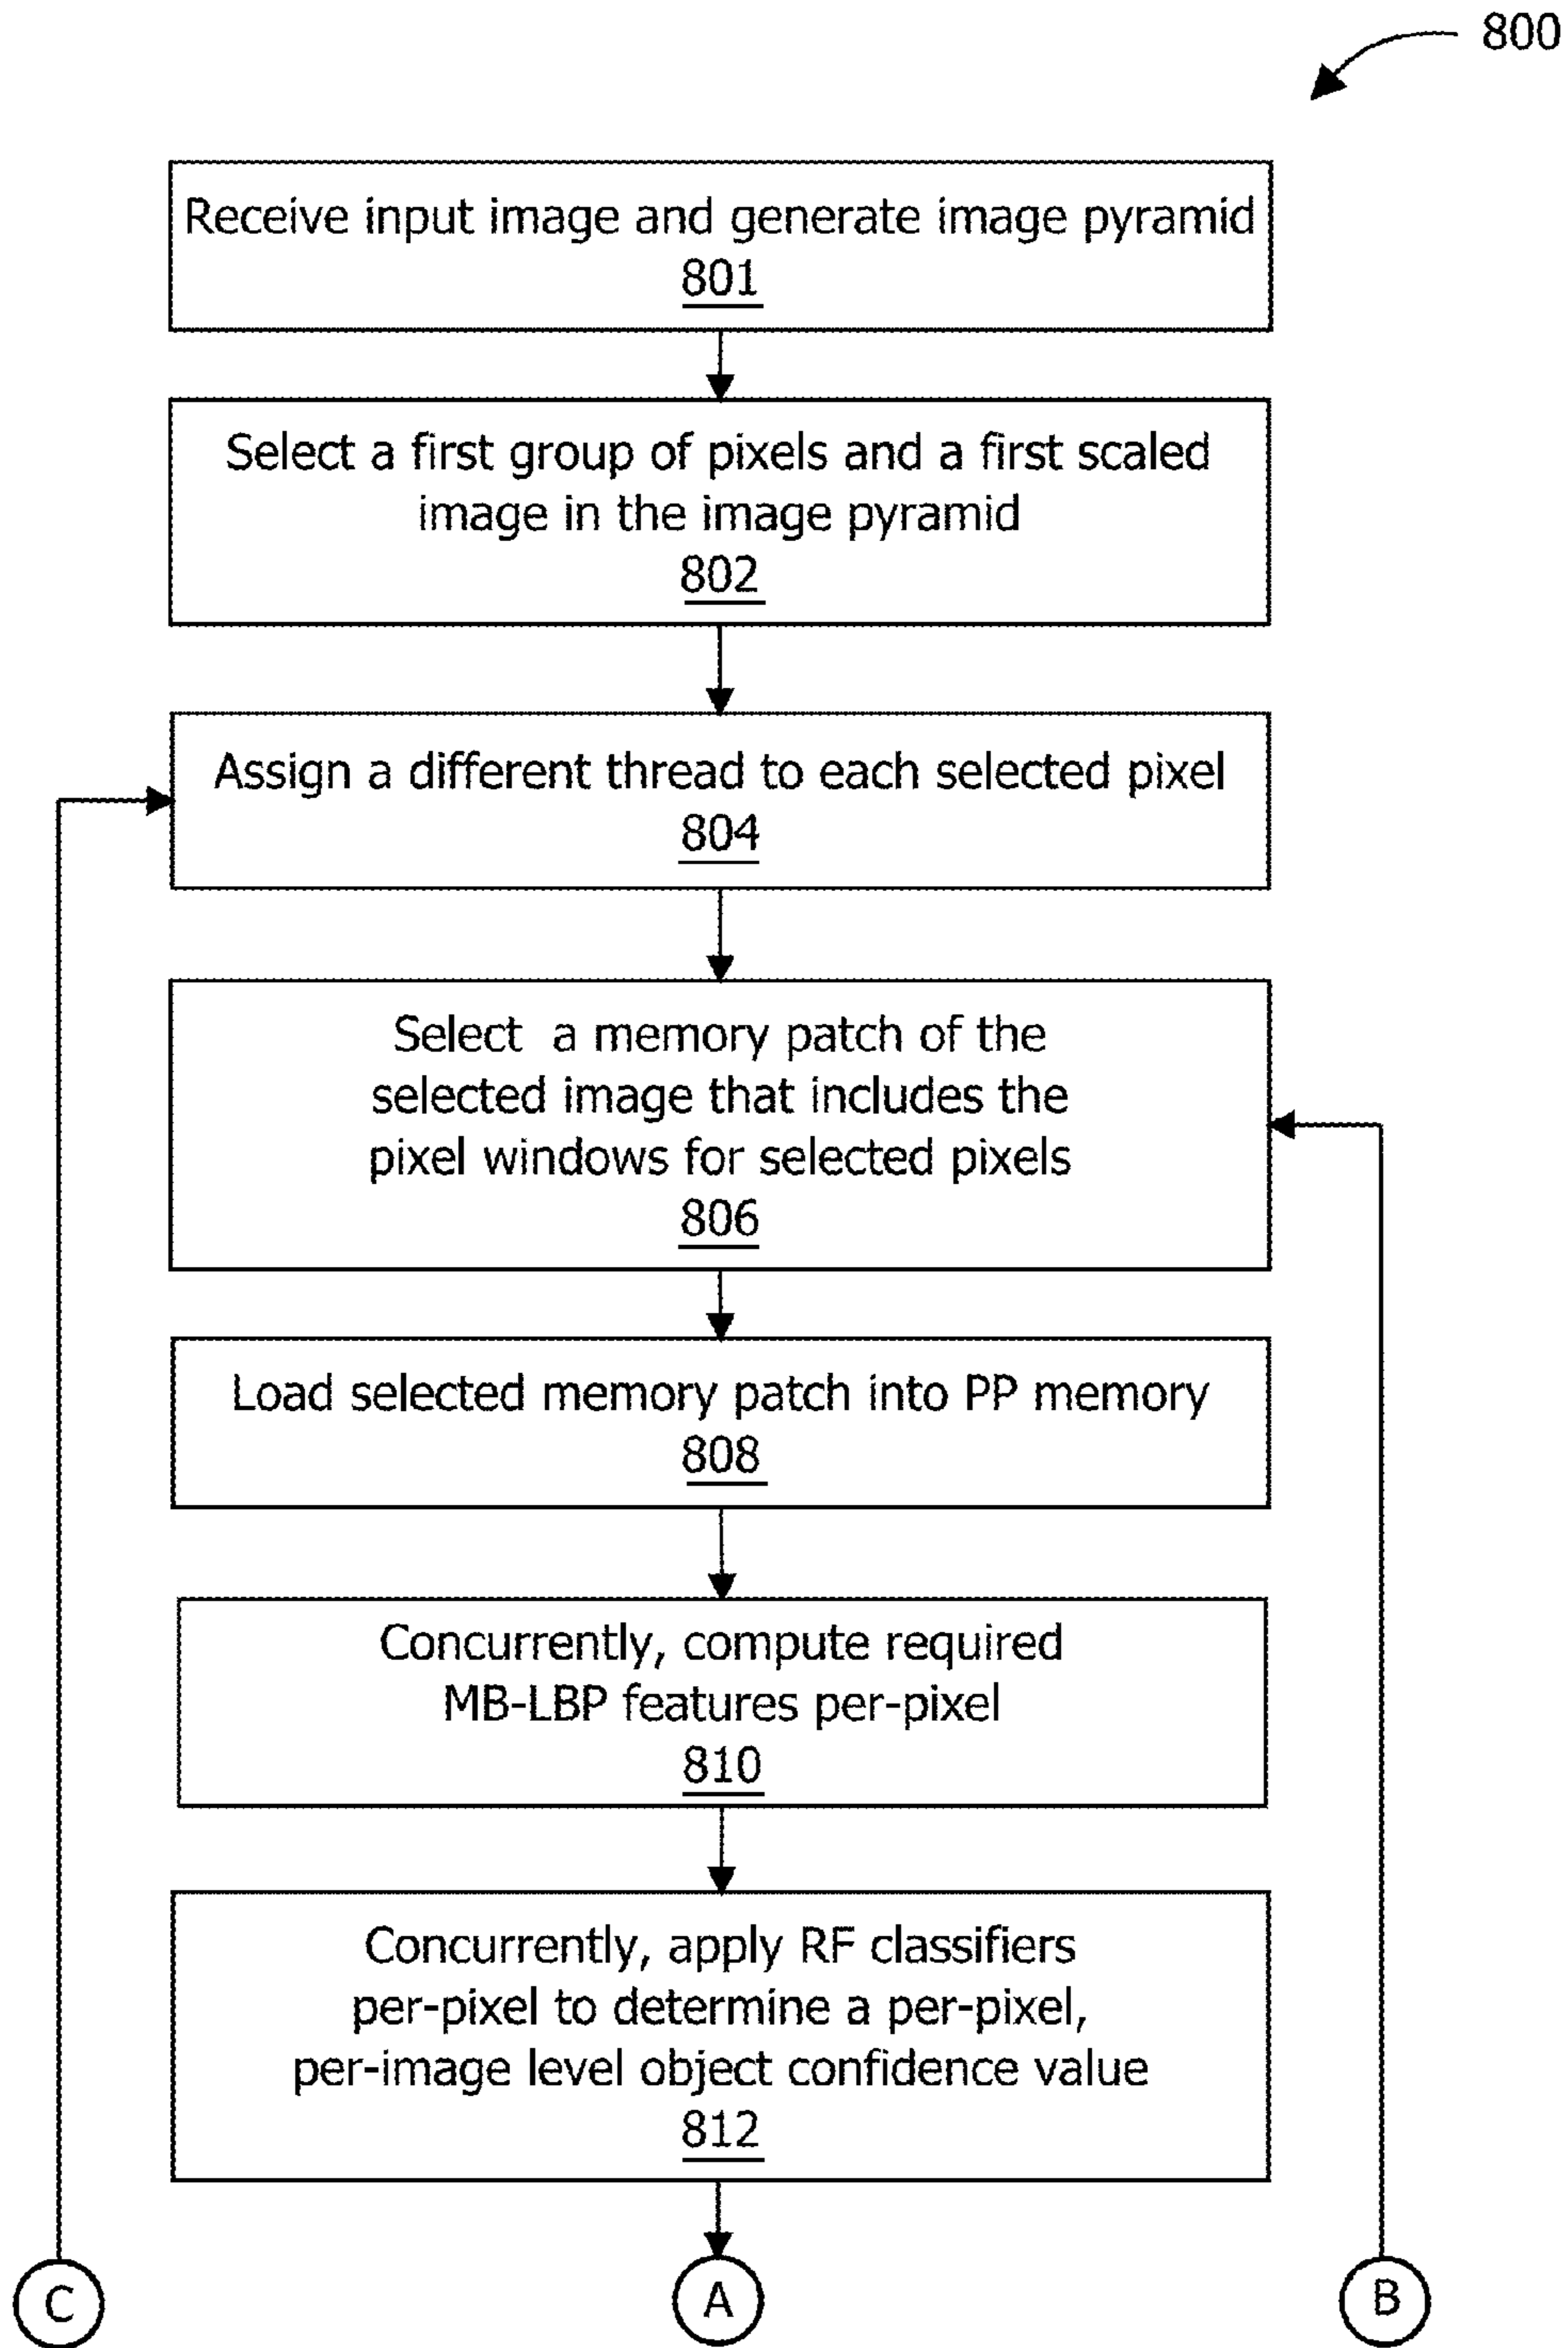 800
Receive input image and generate image pyramid
801
Select a first group of pixels and a first scaled
image in the image pyramid
802
Assign a different thread to each selected pixel
804
Select a memory patch of the
selected image that includes the
pixel windows for selected pixels
806
Load selected memory patch into PP memory
808
Concurrently, compute required
MB-LBP features per-pixel
810
Concurrently, apply RF classifiers
per-pixel to determine a per-pixel,
per-image level object confidence value
812
C
A
B